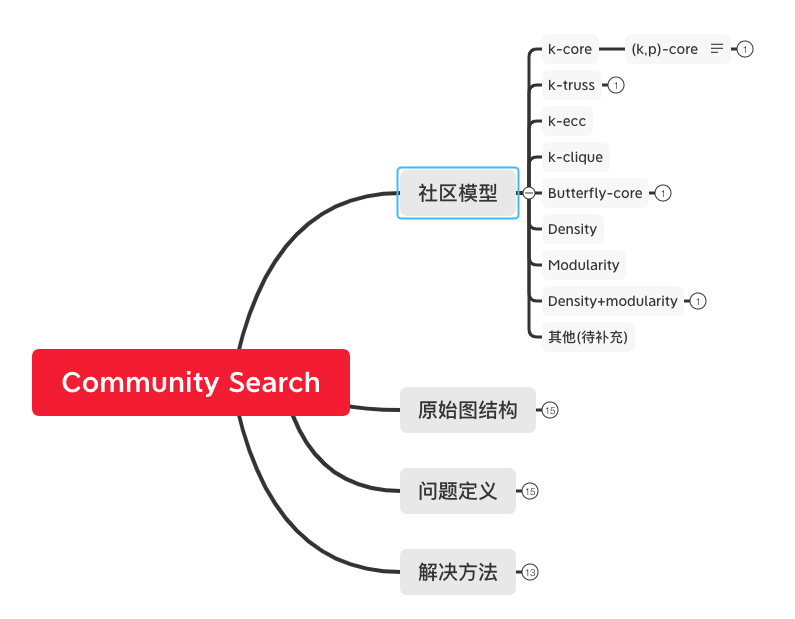 k-core
(k,p)-core
1
k-truss
1
k-ecc
k-clique
社区模型
Butterfly-core
1
Density
Modularity
Density+modularity
1
其他(待补充)
Community Search
原始图结构
15
问题定义
15
解决方法
13